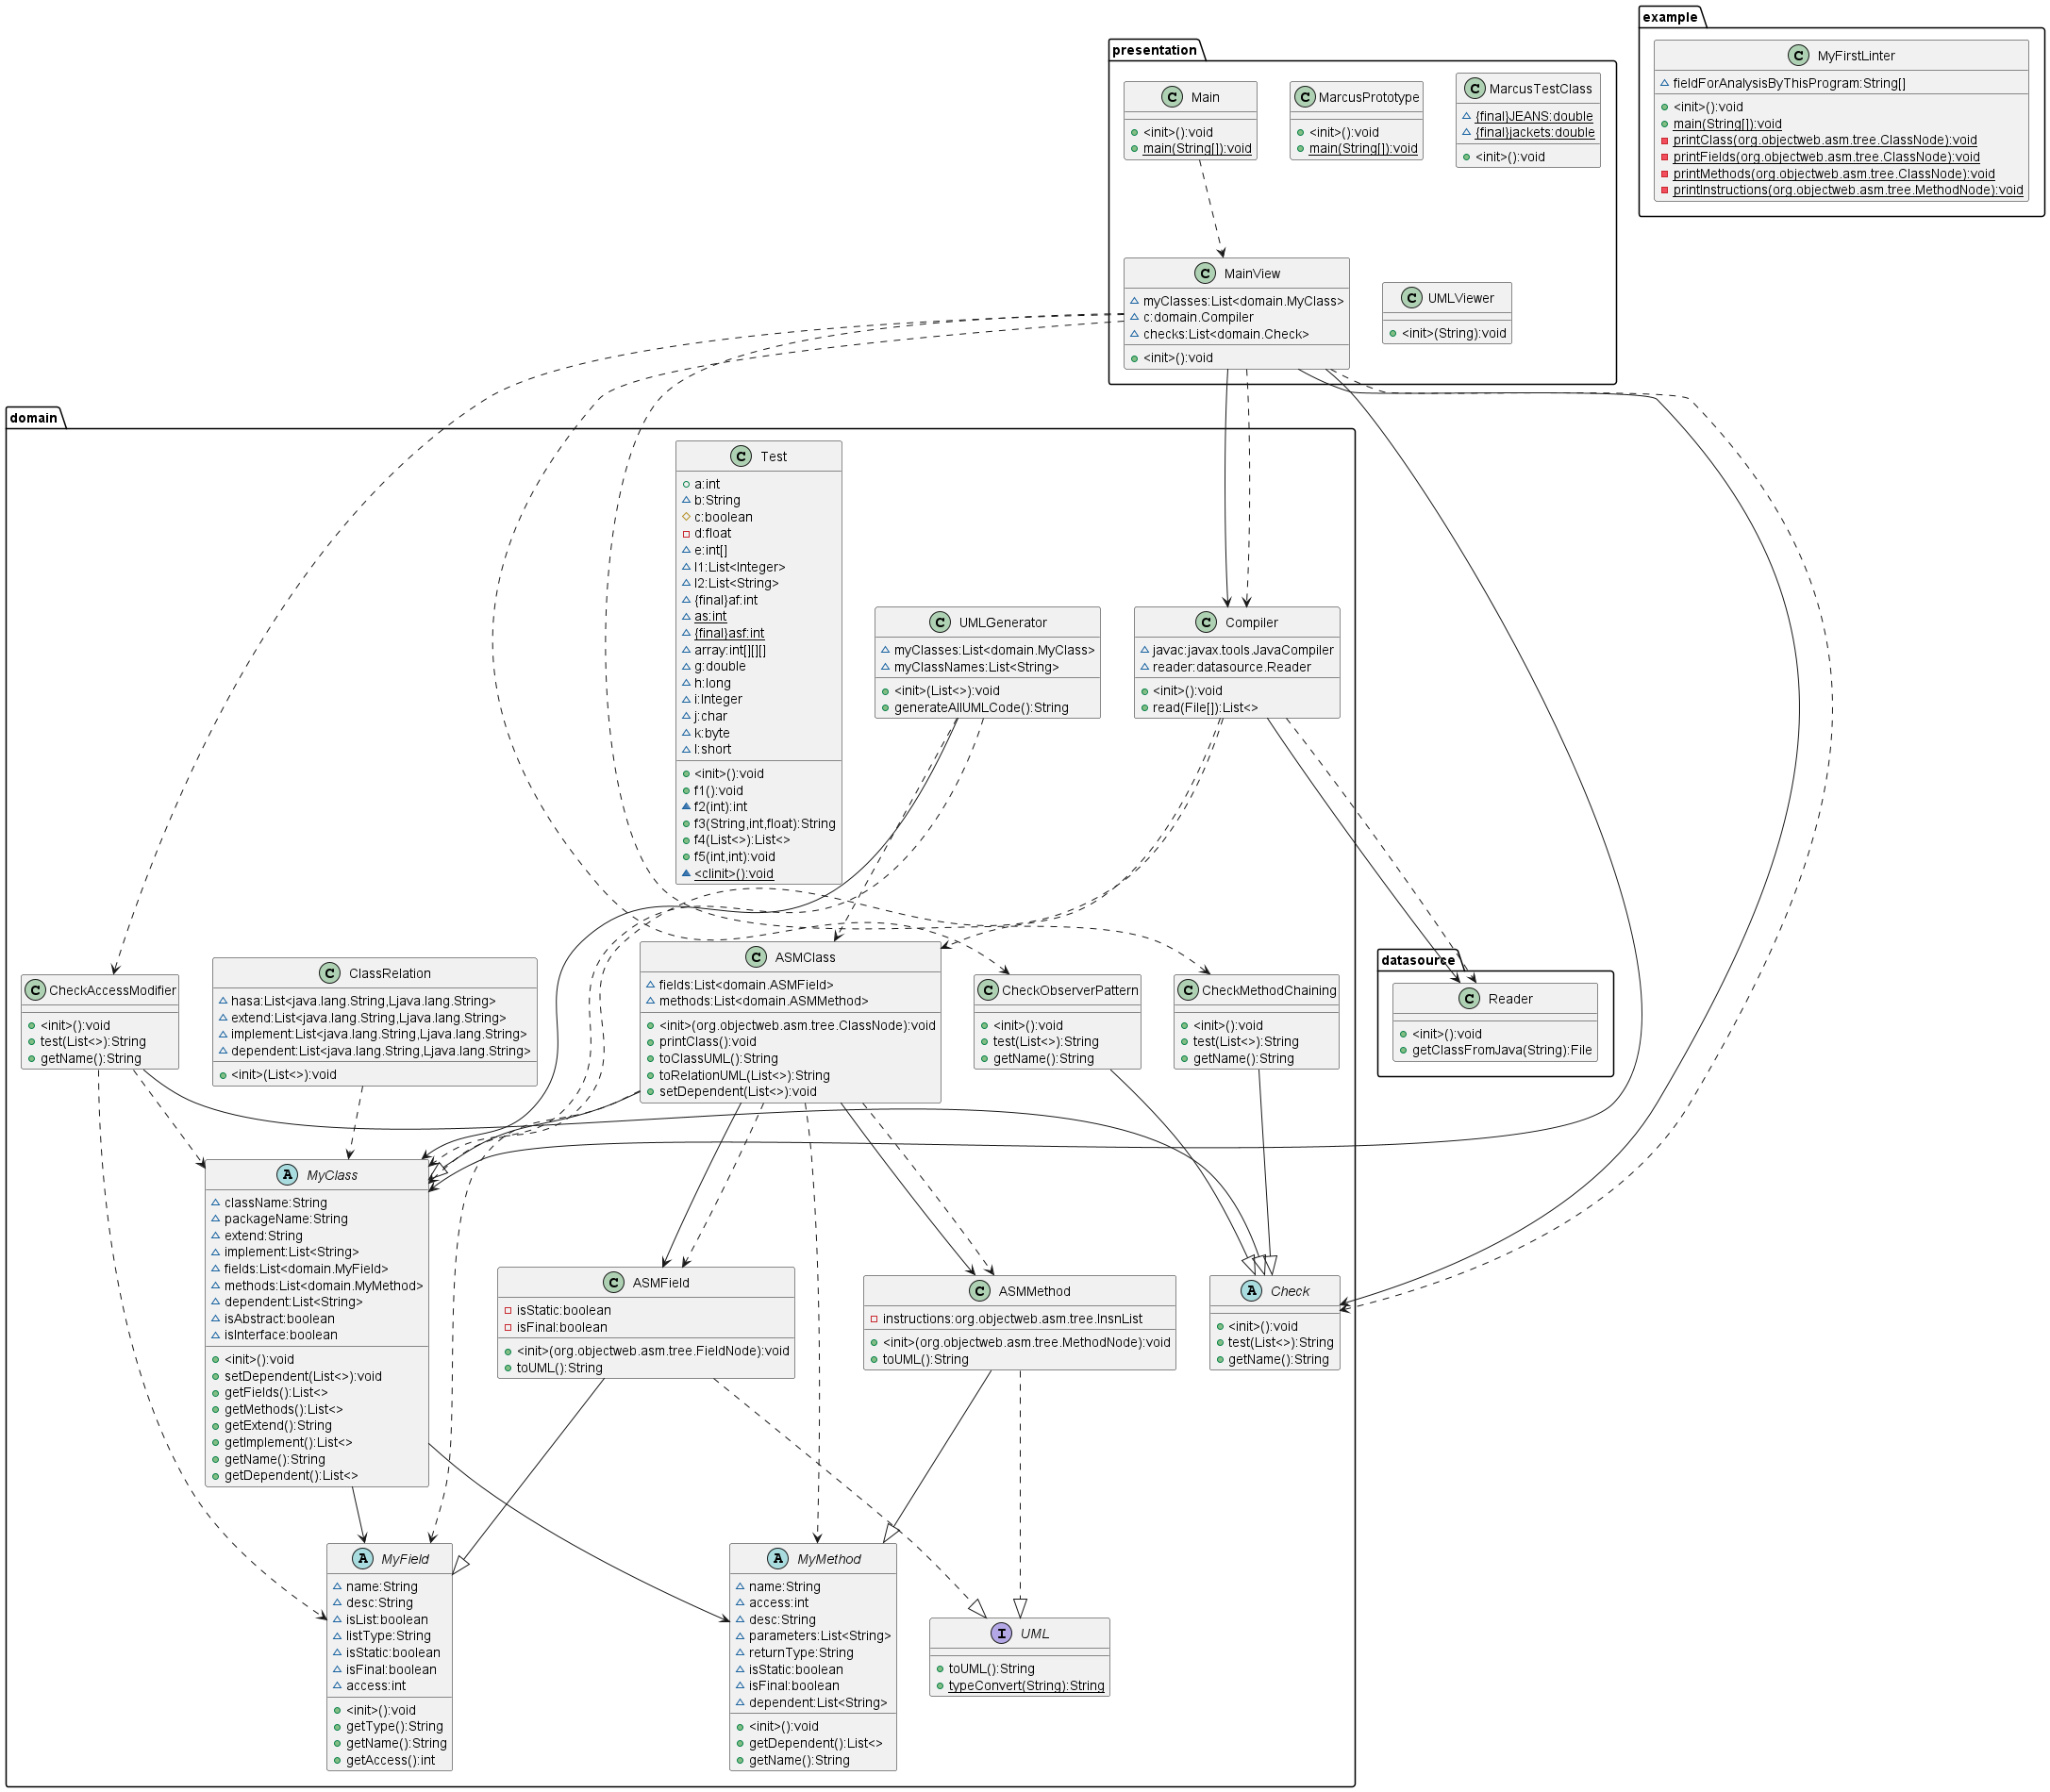 example
MyFirstLinter
fieldForAnalysisByThisProgram:String[]
<init>():void
main(String[]):void
printClass(org.objectweb.asm.tree.ClassNode):void
printFields(org.objectweb.asm.tree.ClassNode):void
printMethods(org.objectweb.asm.tree.ClassNode):void
printInstructions(org.objectweb.asm.tree.MethodNode):void
presentation
C Main
<init>():void
main(String[]):void
C MarcusPrototype
<init>():void
main(String[]):void
C MarcusTestClass
{final}JEANS:double
{final}jackets:double
<init>():void
C MainView
myClasses:List<domain.MyClass>
c:domain.Compiler
checks:List<domain.Check>
<init>():void
C UMLViewer
<init>(String):void
domain
C Test
a:int
b:String
c:boolean
d:float
e:int[]
l1:List<Integer>
l2:List<String>
{final}af:int
as:int
{final}asf:int
array:int[][][]
g:double
h:long
i:Integer
j:char
k:byte
l:short
<init>():void
f1():void
f2(int):int
f3(String,int,float):String
f4(List<>):List<>
f5(int,int):void
<clinit>():void
C UMLGenerator
myClasses:List<domain.MyClass>
myClassNames:List<String>
<init>(List<>):void
generateAllUMLCode():String
C Compiler
javac:javax.tools.JavaCompiler
reader:datasource.Reader
<init>():void
read(File[]):List<>
C CheckAccessModifier
<init>():void
test(List<>):String
getName():String
C ClassRelation
hasa:List<java.lang.String,Ljava.lang.String>
extend:List<java.lang.String,Ljava.lang.String>
implement:List<java.lang.String,Ljava.lang.String>
dependent:List<java.lang.String,Ljava.lang.String>
<init>(List<>):void
C ASMClass
fields:List<domain.ASMField>
methods:List<domain.ASMMethod>
<init>(org.objectweb.asm.tree.ClassNode):void
printClass():void
toClassUML():String
toRelationUML(List<>):String
setDependent(List<>):void
C CheckObserverPattern
<init>():void
test(List<>):String
getName():String
C CheckMethodChaining
<init>():void
test(List<>):String
getName():String
datasource
C Reader
<init>():void
getClassFromJava(String):File
A MyClass
className:String
packageName:String
extend:String
implement:List<String>
fields:List<domain.MyField>
methods:List<domain.MyMethod>
dependent:List<String>
isAbstract:boolean
isInterface:boolean
<init>():void
setDependent(List<>):void
getFields():List<>
getMethods():List<>
getExtend():String
getImplement():List<>
getName():String
getDependent():List<>
C ASMField
isStatic:boolean
isFinal:boolean
<init>(org.objectweb.asm.tree.FieldNode):void
toUML():String
C ASMMethod
instructions:org.objectweb.asm.tree.InsnList
<init>(org.objectweb.asm.tree.MethodNode):void
toUML():String
A Check
<init>():void
test(List<>):String
getName():String
A MyField
name:String
desc:String
isList:boolean
listType:String
isStatic:boolean
isFinal:boolean
access:int
<init>():void
getType():String
getName():String
getAccess():int
A MyMethod
name:String
access:int
desc:String
parameters:List<String>
returnType:String
isStatic:boolean
isFinal:boolean
dependent:List<String>
<init>():void
getDependent():List<>
getName():String
I UML
toUML():String
typeConvert(String):String